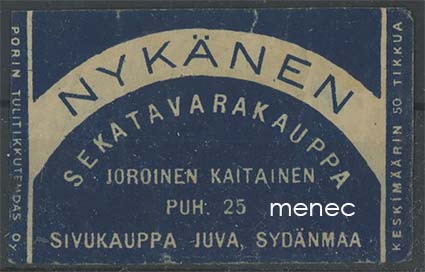 PORIN TULITIKKUTEHDAS OY.
NYKÄNEN
SEKATAVARAKAUPPA
JOROINEN KAITAINEN
PUH. 25
menec
SIVUKAUPPA JUVA, SYDÄNMAA
KESKIMÄÄRIN 50 TIKKUA